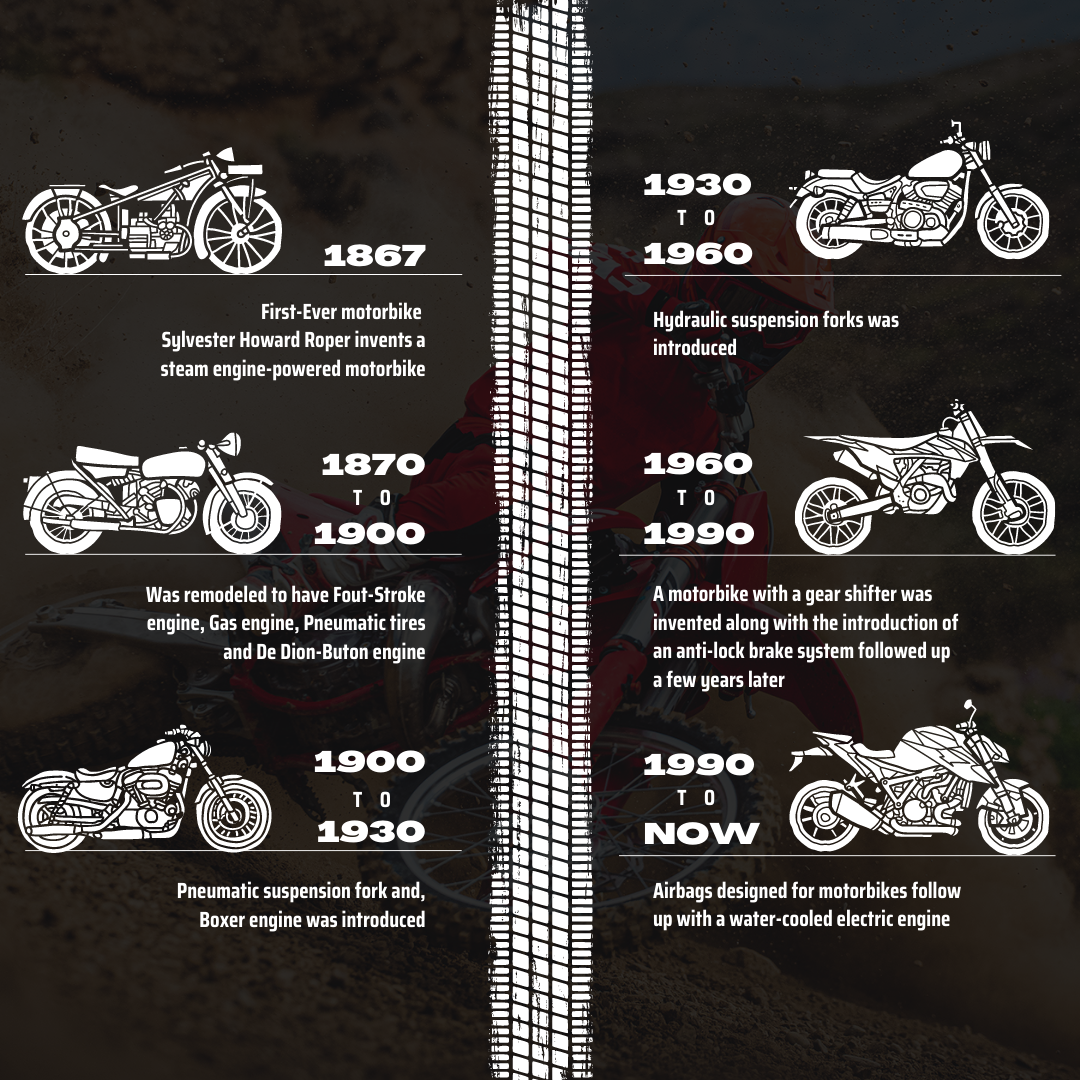 1867
First-Ever motorbike
Sylvester Howard Roper invents a
steam engine-powered motorbike
1870
TO
1900
Was remodeled to have Fout-Stroke
engine, Gas engine, Pneumatic tires
and De Dion-Buton engine
1900
TO
1930
Pneumatic suspension fork and,
Boxer engine was introduced
1930
TO
1960
Hydraulic suspension forks was
introduced
1960
TO
1990
A motorbike with a gear shifter was
invented along with the introduction of
an anti-lock brake system followed up
a few years later
1990
TO
NOW
Airbags designed for motorbikes follow
up with a water-cooled electric engine